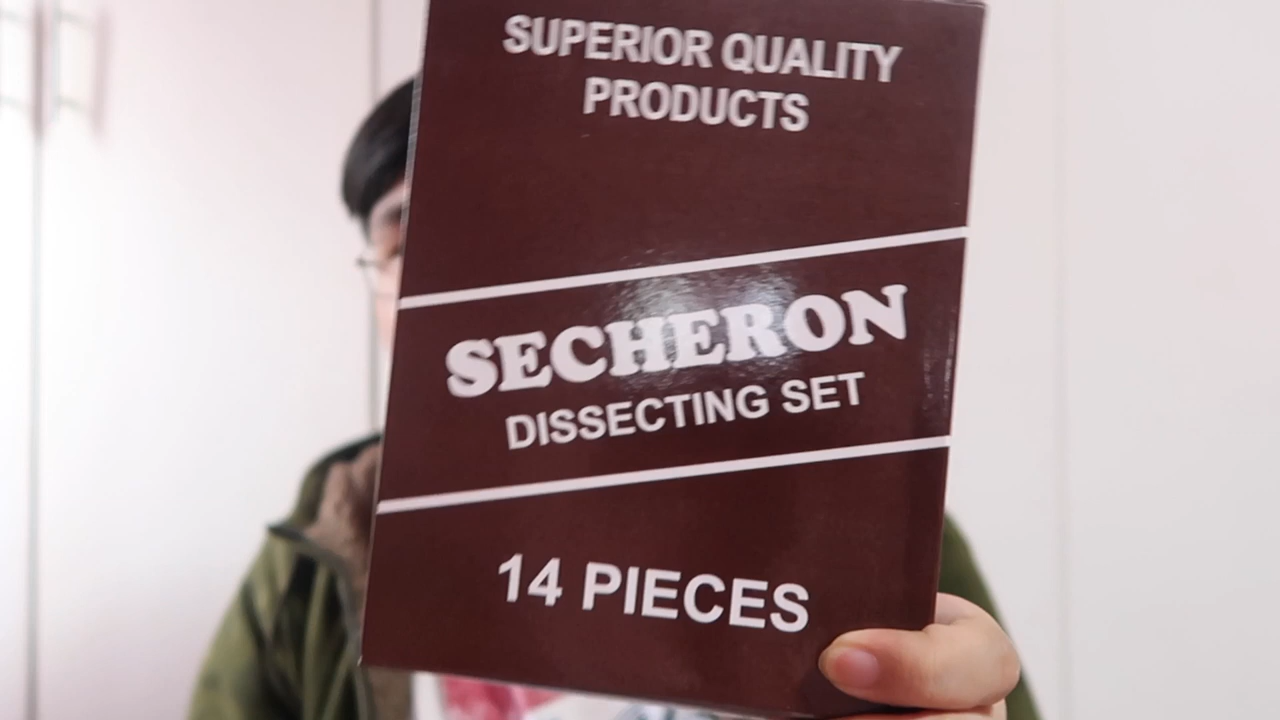 SUPERIOR QUALITY
PRODUCTS
SECHERON
DISSECTING SET
14 PIECES